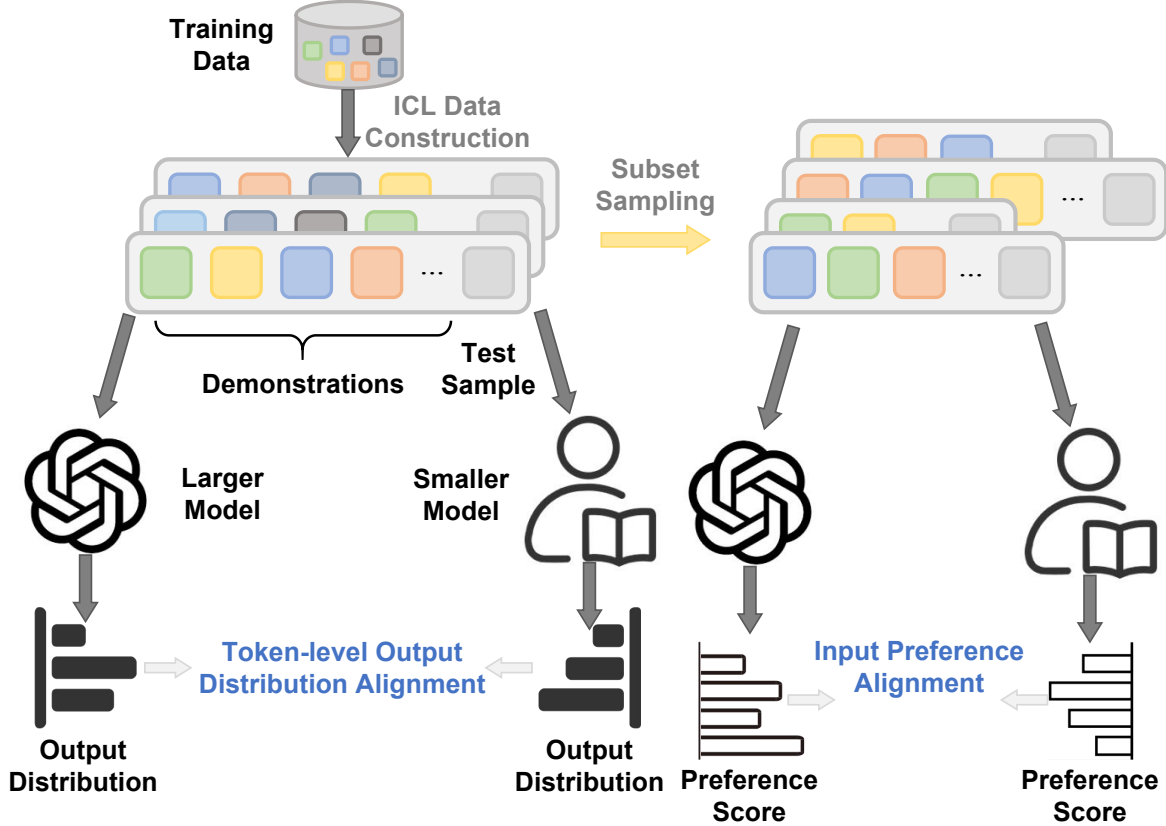 Training
Data
ICL Data
Construction
Subset
Sampling
...
...
...
Demonstrations
Test
Sample
Larger
Model
Smaller
Model
Token-level Output
Distribution Alignment
Input Preference
Alignment
Output
Distribution
Output
Distribution
Preference
Score
Preference
Score